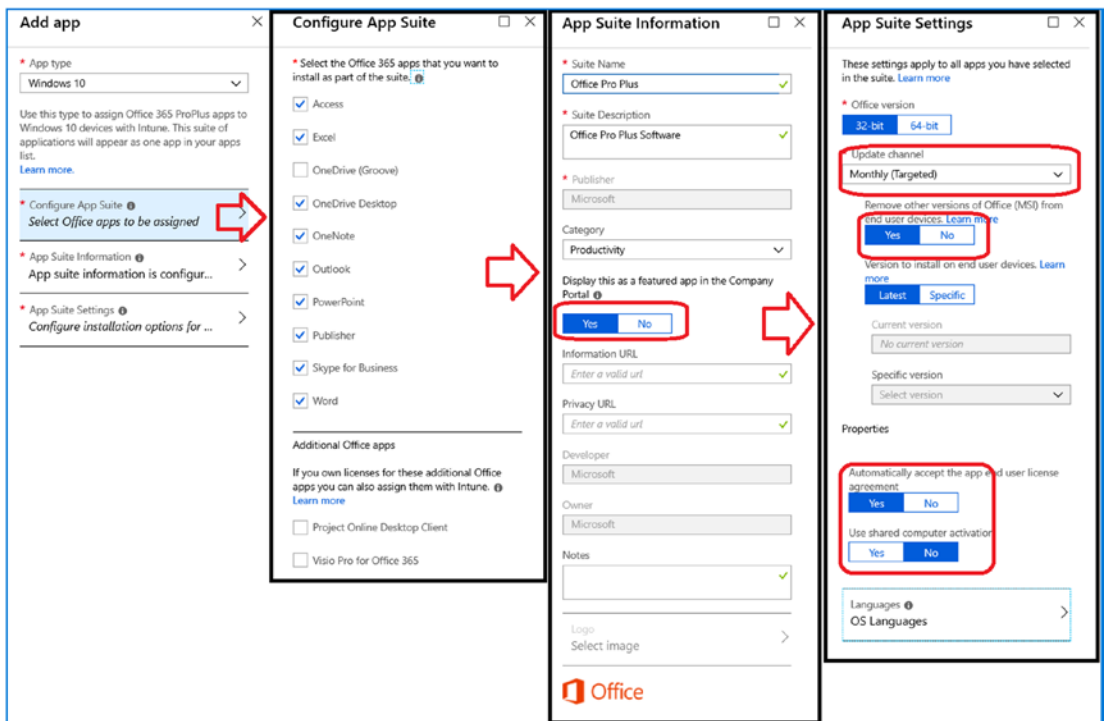 Add app
* App type
Windows 10
Use this type to assign Office 365 ProPlus apps to
Windows 10 devices with Intune. This suite of
applications will appear as one app in your apps
list.
Learn more.
* Configure App Suite
Select Office apps to be assigned
* App Suite Information
App suite information is configur...
* App Suite Settings
Configure installation options for ...
Configure App Suite
* Select the Office 365 apps that you want to
install as part of the suite.
Access
Excel
OneDrive (Groove)
OneDrive Desktop
OneNote
Outlook
PowerPoint
Publisher
Skype for Business
Word
Additional Office apps
If you own licenses for these additional Office
apps you can also assign them with Intune.
Learn more
Project Online Desktop Client
Visio Pro for Office 365
App Suite Information
* Suite Name
Office Pro Plus
* Suite Description
Office Pro Plus Software
* Publisher
Microsoft
Category
Productivity
Display this as a featured app in the Company
Portal
Yes No
Information URL
Enter a valid url
Privacy URL
Enter a valid url
Developer
Microsoft
Owner
Microsoft
Notes
Logo
Select image
Office
App Suite Settings
These settings apply to all apps you have selected
in the suite. Learn more
* Office version
32-bit 64-bit
* Update channel
Monthly (Targeted)
Remove other versions of Office (MSI) from
end user devices. Learn more
Yes No
Version to install on end user devices. Learn
more
Latest Specific
Current version
No current version
Specific version
Select version
Properties
Automatically accept the app end user license
agreement
Yes No
Use shared computer activation
Yes No
Languages
OS Languages